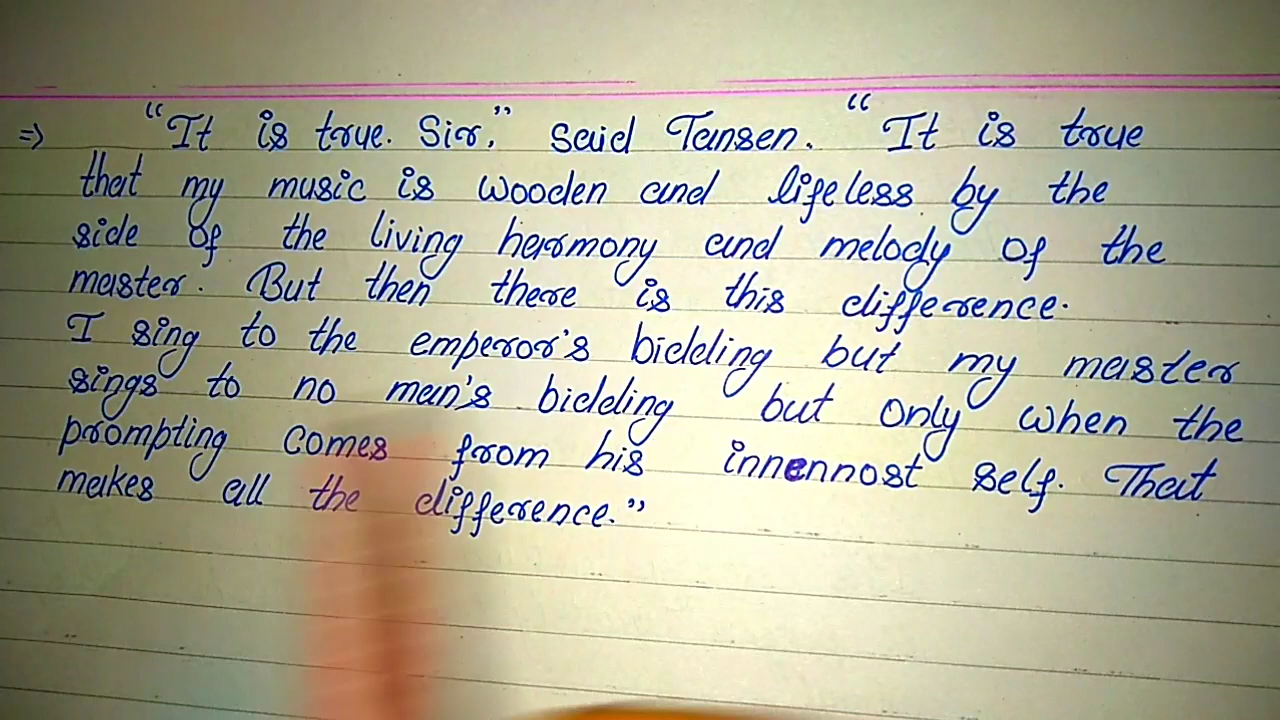 ⇒ "It is true. Sir," said Tansen. "It is true
that my music is wooden and lifeless by the
side of the living harmony and melody of the
master. But then there is this difference.
I sing to the emperor's bidding but my master
sings to no man's bidding but only when the
prompting comes from his innennost self. That
makes all the difference."